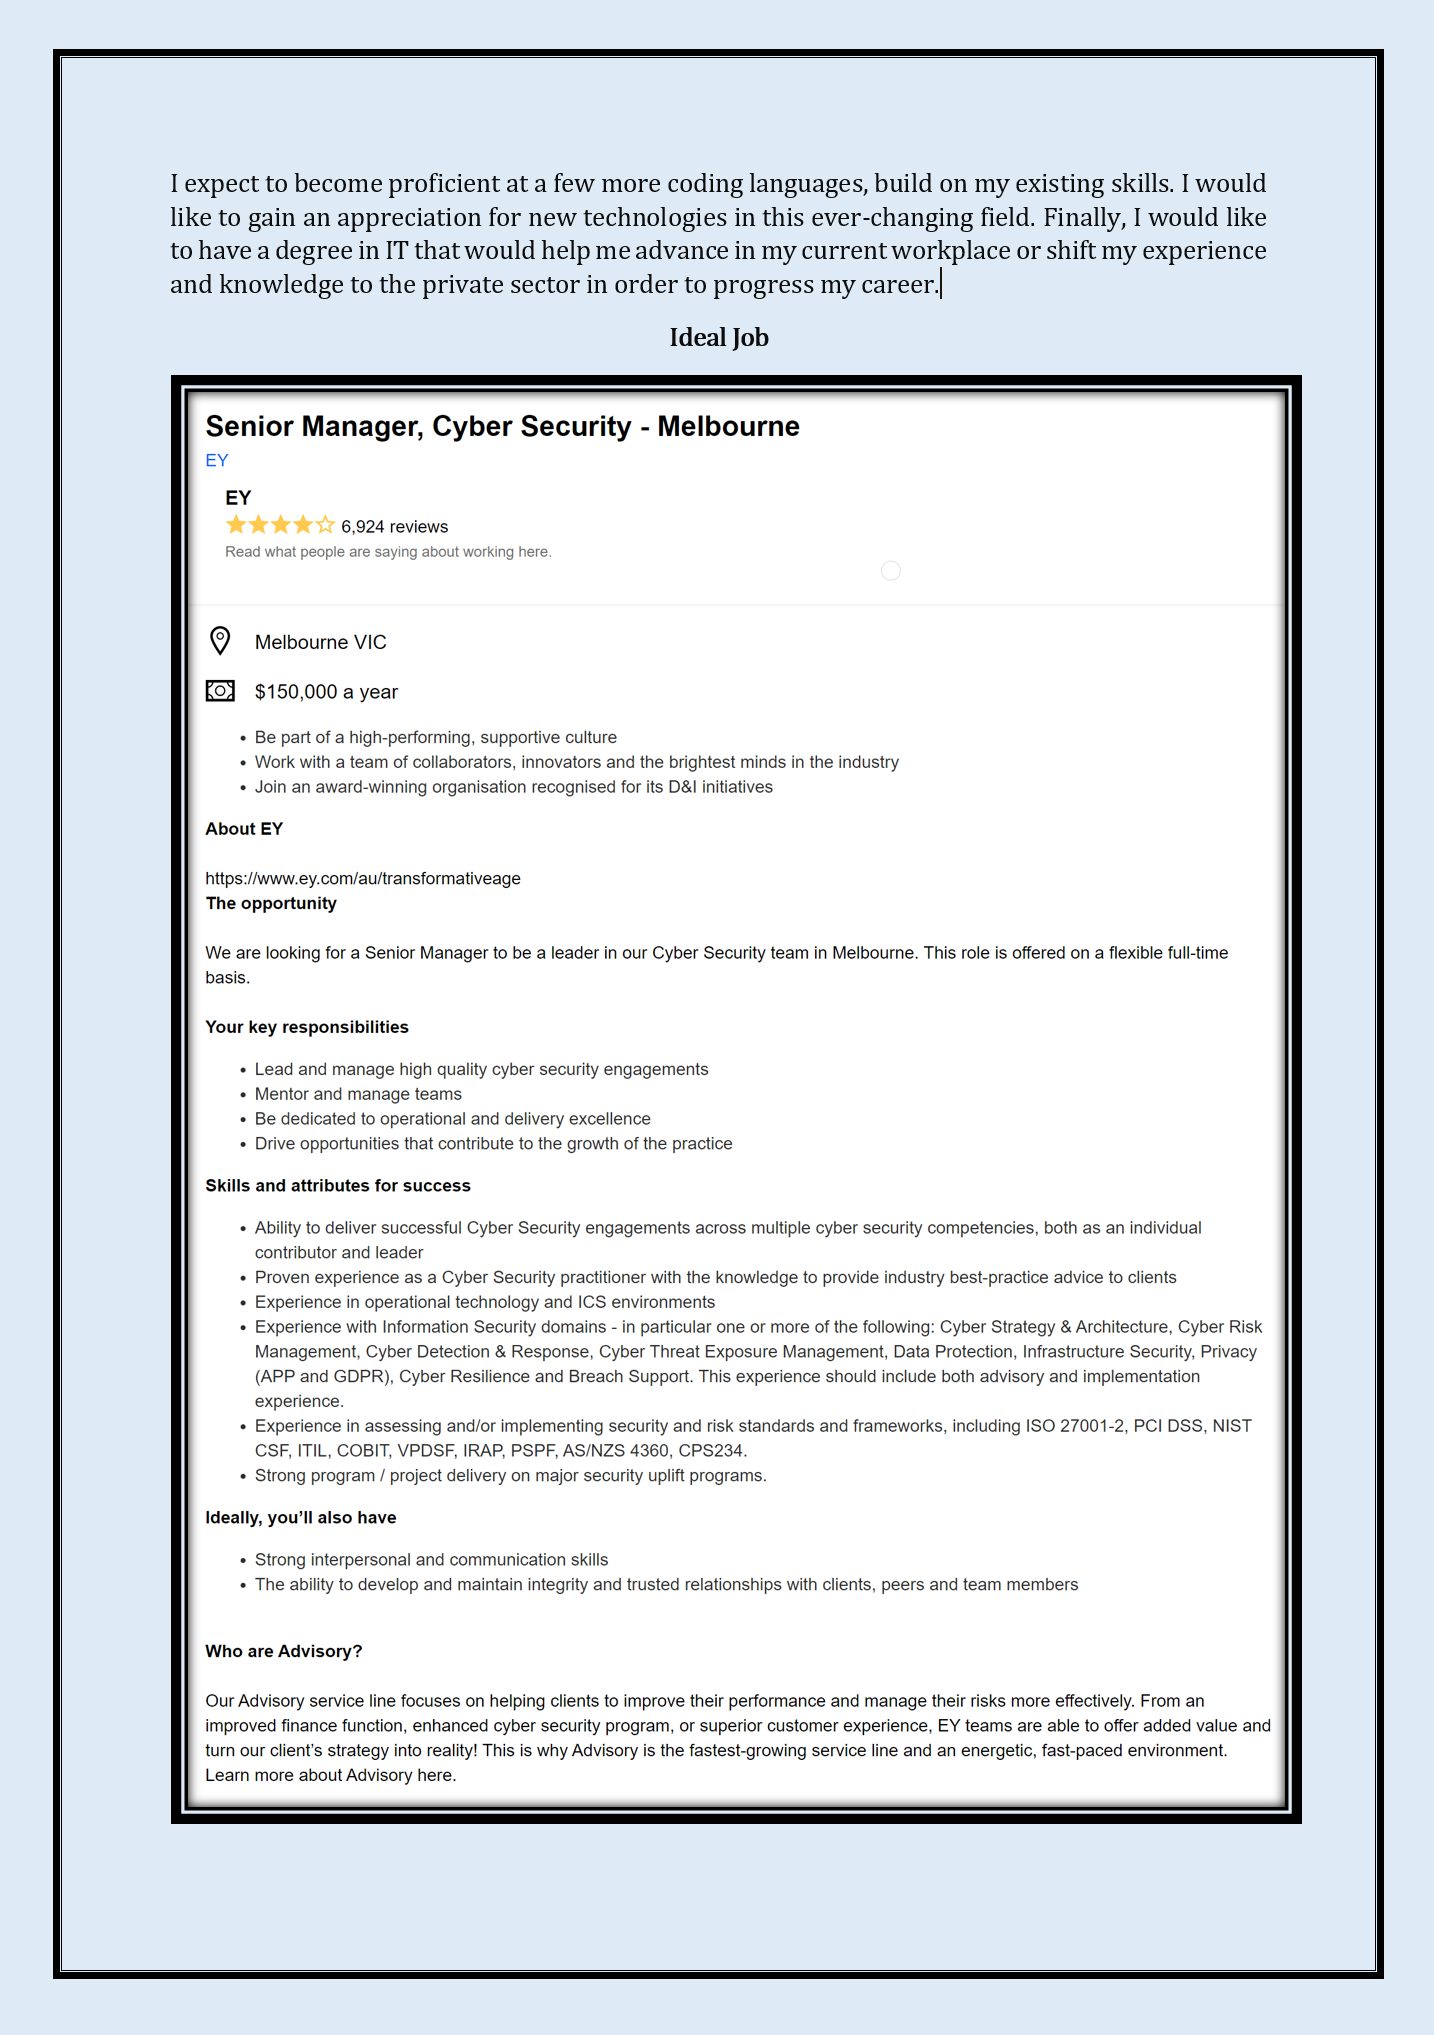 I expect to become proficient at a few more coding languages, build on my existing skills. I would
like to gain an appreciation for new technologies in this ever-changing field. Finally, I would like
to have a degree in IT that would help me advance in my current workplace or shift my experience
and knowledge to the private sector in order to progress my career.
Ideal Job
Senior Manager, Cyber Security - Melbourne
EY
EY
6,924 reviews
Read what people are saying about working here.
Melbourne VIC
$150,000 a year
• Be part of a high-performing, supportive culture
• Work with a team of collaborators, innovators and the brightest minds in the industry
• Join an award-winning organisation recognised for its D&I initiatives
About EY
https://www.ey.com/au/transformativeage
The opportunity
We are looking for a Senior Manager to be a leader in our Cyber Security team in Melbourne. This role is offered on a flexible full-time
basis.
Your key responsibilities
• Lead and manage high quality cyber security engagements
• Mentor and manage teams
• Be dedicated to operational and delivery excellence
• Drive opportunities that contribute to the growth of the practice
Skills and attributes for success
• Ability to deliver successful Cyber Security engagements across multiple cyber security competencies, both as an individual
contributor and leader
• Proven experience as a Cyber Security practitioner with the knowledge to provide industry best-practice advice to clients
• Experience in operational technology and ICS environments
• Experience with Information Security domains - in particular one or more of the following: Cyber Strategy & Architecture, Cyber Risk
Management, Cyber Detection & Response, Cyber Threat Exposure Management, Data Protection, Infrastructure Security, Privacy
(APP and GDPR), Cyber Resilience and Breach Support. This experience should include both advisory and implementation
experience.
• Experience in assessing and/or implementing security and risk standards and frameworks, including ISO 27001-2, PCI DSS, NIST
CSF, ITIL, COBIT, VPDSF, IRAP, PSPF, AS/NZS 4360, CPS234.
• Strong program / project delivery on major security uplift programs.
Ideally, you’ll also have
• Strong interpersonal and communication skills
• The ability to develop and maintain integrity and trusted relationships with clients, peers and team members
Who are Advisory?
Our Advisory service line focuses on helping clients to improve their performance and manage their risks more effectively. From an
improved finance function, enhanced cyber security program, or superior customer experience, EY teams are able to offer added value and
turn our client’s strategy into reality! This is why Advisory is the fastest-growing service line and an energetic, fast-paced environment.
Learn more about Advisory here.